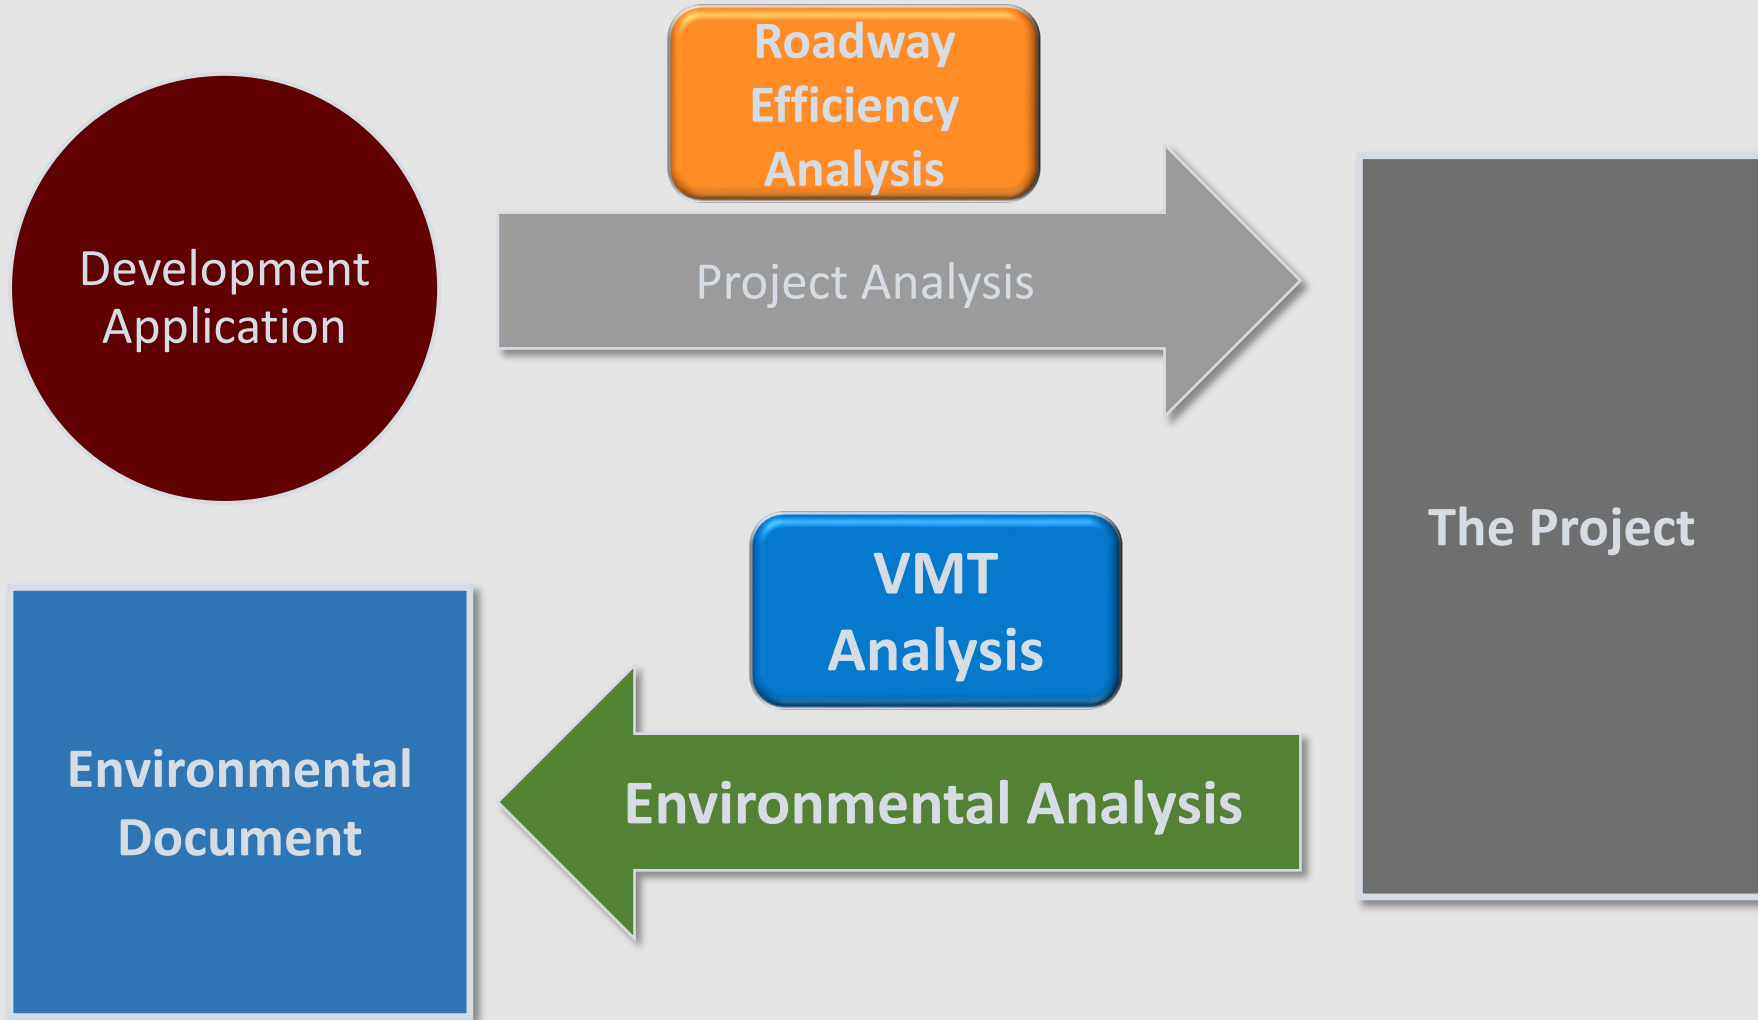 Roadway
Efficiency
Analysis
Development
Application
Project Analysis
The Project
VMT
Analysis
Environmental
Document
Environmental Analysis